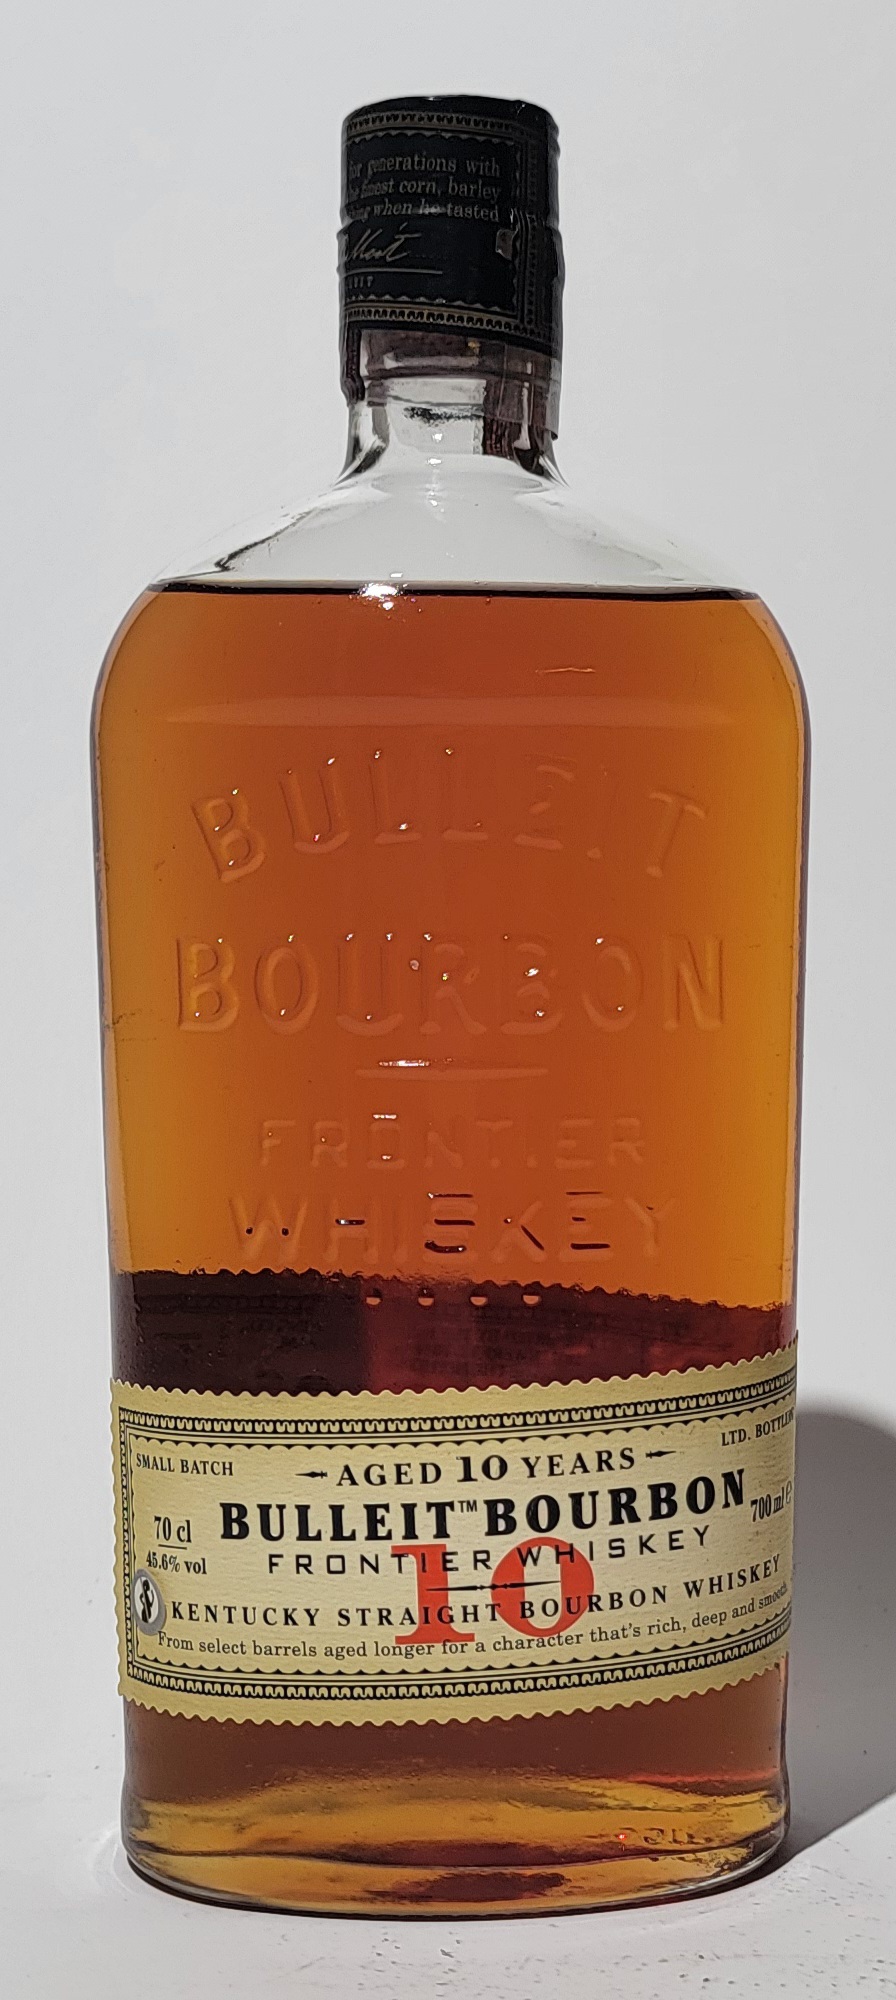 for generations with
finest corn, barley
when he tasted
BULLEIT
BOURBON
FRONTIER
WHISKEY
SMALL BATCH
AGED 10 YEARS
LTD. BOTTLING
BULLEIT™ BOURBON
70 cl
45.6% vol
700 ml e
FRONTIER WHISKEY
10
KENTUCKY STRAIGHT BOURBON WHISKEY
From select barrels aged longer for a character that's rich, deep and smooth.